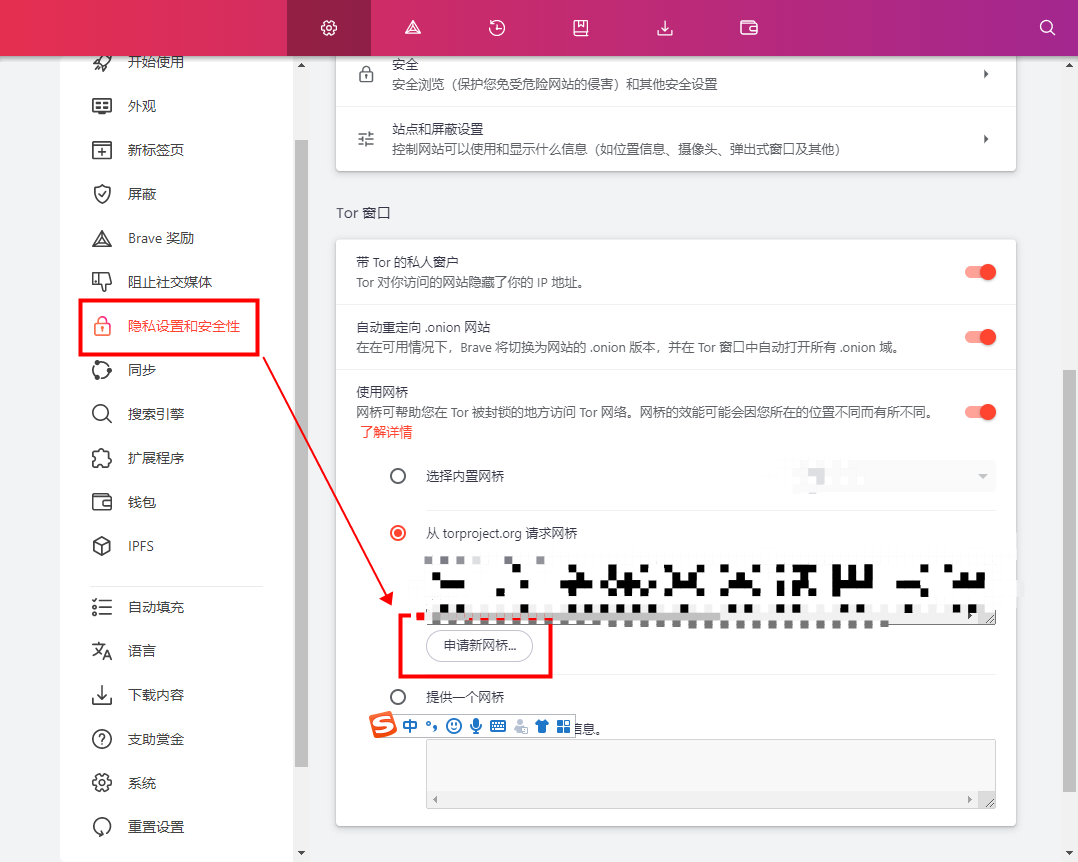 开始使用
外观
新标签页
屏蔽
Brave 奖励
阻止社交媒体
隐私设置和安全性
同步
搜索引擎
扩展程序
钱包
IPFS
自动填充
语言
下载内容
支助赏金
系统
重置设置
安全
安全浏览（保护您免受危险网站的侵害）和其他安全设置
站点和屏蔽设置
控制网站可以使用和显示什么信息（如位置信息、摄像头、弹出式窗口及其他）
Tor 窗口
带 Tor 的私人窗户
Tor 对你访问的网站隐藏了你的 IP 地址。
自动重定向 .onion 网站
在在可用情况下，Brave 将切换为网站的 .onion 版本，并在 Tor 窗口中自动打开所有 .onion 域。
使用网桥
网桥可帮助您在 Tor 被封锁的地方访问 Tor 网络。网桥的效能可能会因您所在的位置不同而有所不同。
了解详情
选择内置网桥
从 torproject.org 请求网桥
申请新网桥...
提供一个网桥
中
信息。